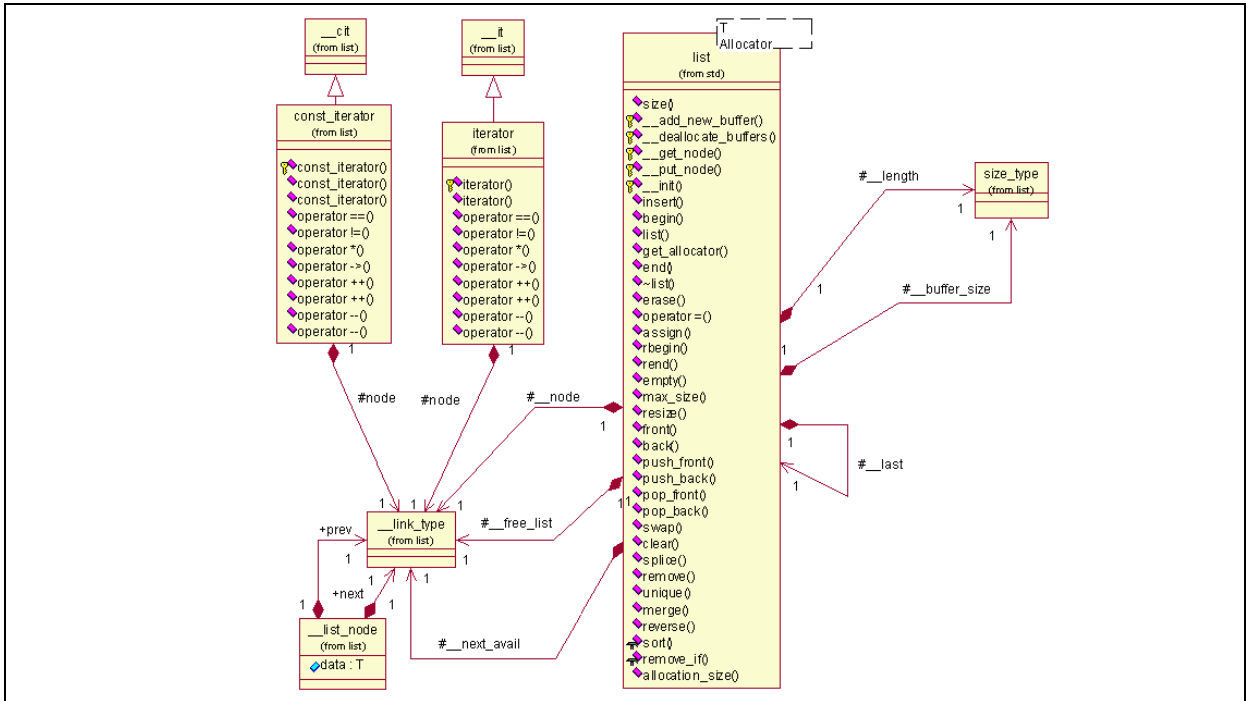 __cit
(from list)
__it
(from list)
T
Allocator
list
(from std)
const_iterator
(from list)
const_iterator()
const_iterator()
const_iterator()
operator ==()
operator !=()
operator *()
operator ->()
operator ++()
operator ++()
operator --()
operator --()
iterator
(from list)
iterator()
iterator()
operator ==()
operator !=()
operator *()
operator ->()
operator ++()
operator ++()
operator --()
operator --()
size()
__add_new_buffer()
__deallocate_buffers()
__get_node()
__put_node()
__init()
insert()
begin()
list()
get_allocator()
end()
~list()
erase()
operator =()
assign()
rbegin()
rend()
empty()
max_size()
resize()
front()
back()
push_front()
push_back()
pop_front()
pop_back()
swap()
clear()
splice()
remove()
unique()
merge()
reverse()
sort()
remove_if()
allocation_size()
size_type
(from list)
#__length
1
1
1
#__buffer_size
1
1
1
#__last
1
1
1
#node
#node
#__node
1
1
1
1
__link_type
(from list)
#__free_list
1
1
1
+prev
1
1
+next
1
1
1
#__next_avail
1
__list_node
(from list)
data : T